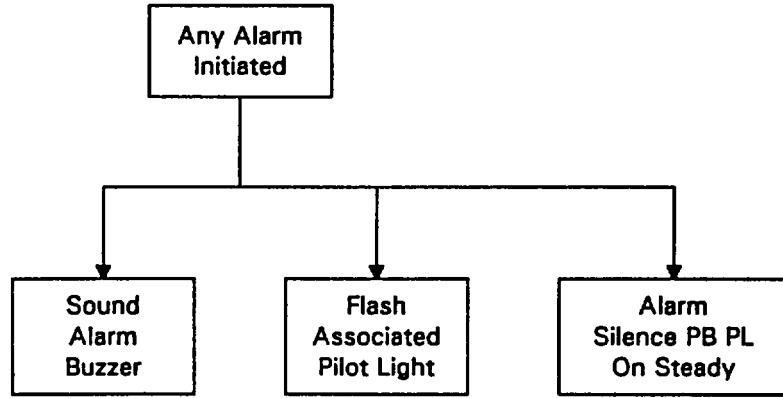 Any Alarm
Initiated
Sound
Alarm
Buzzer
Flash
Associated
Pilot Light
Alarm
Silence PB PL
On Steady